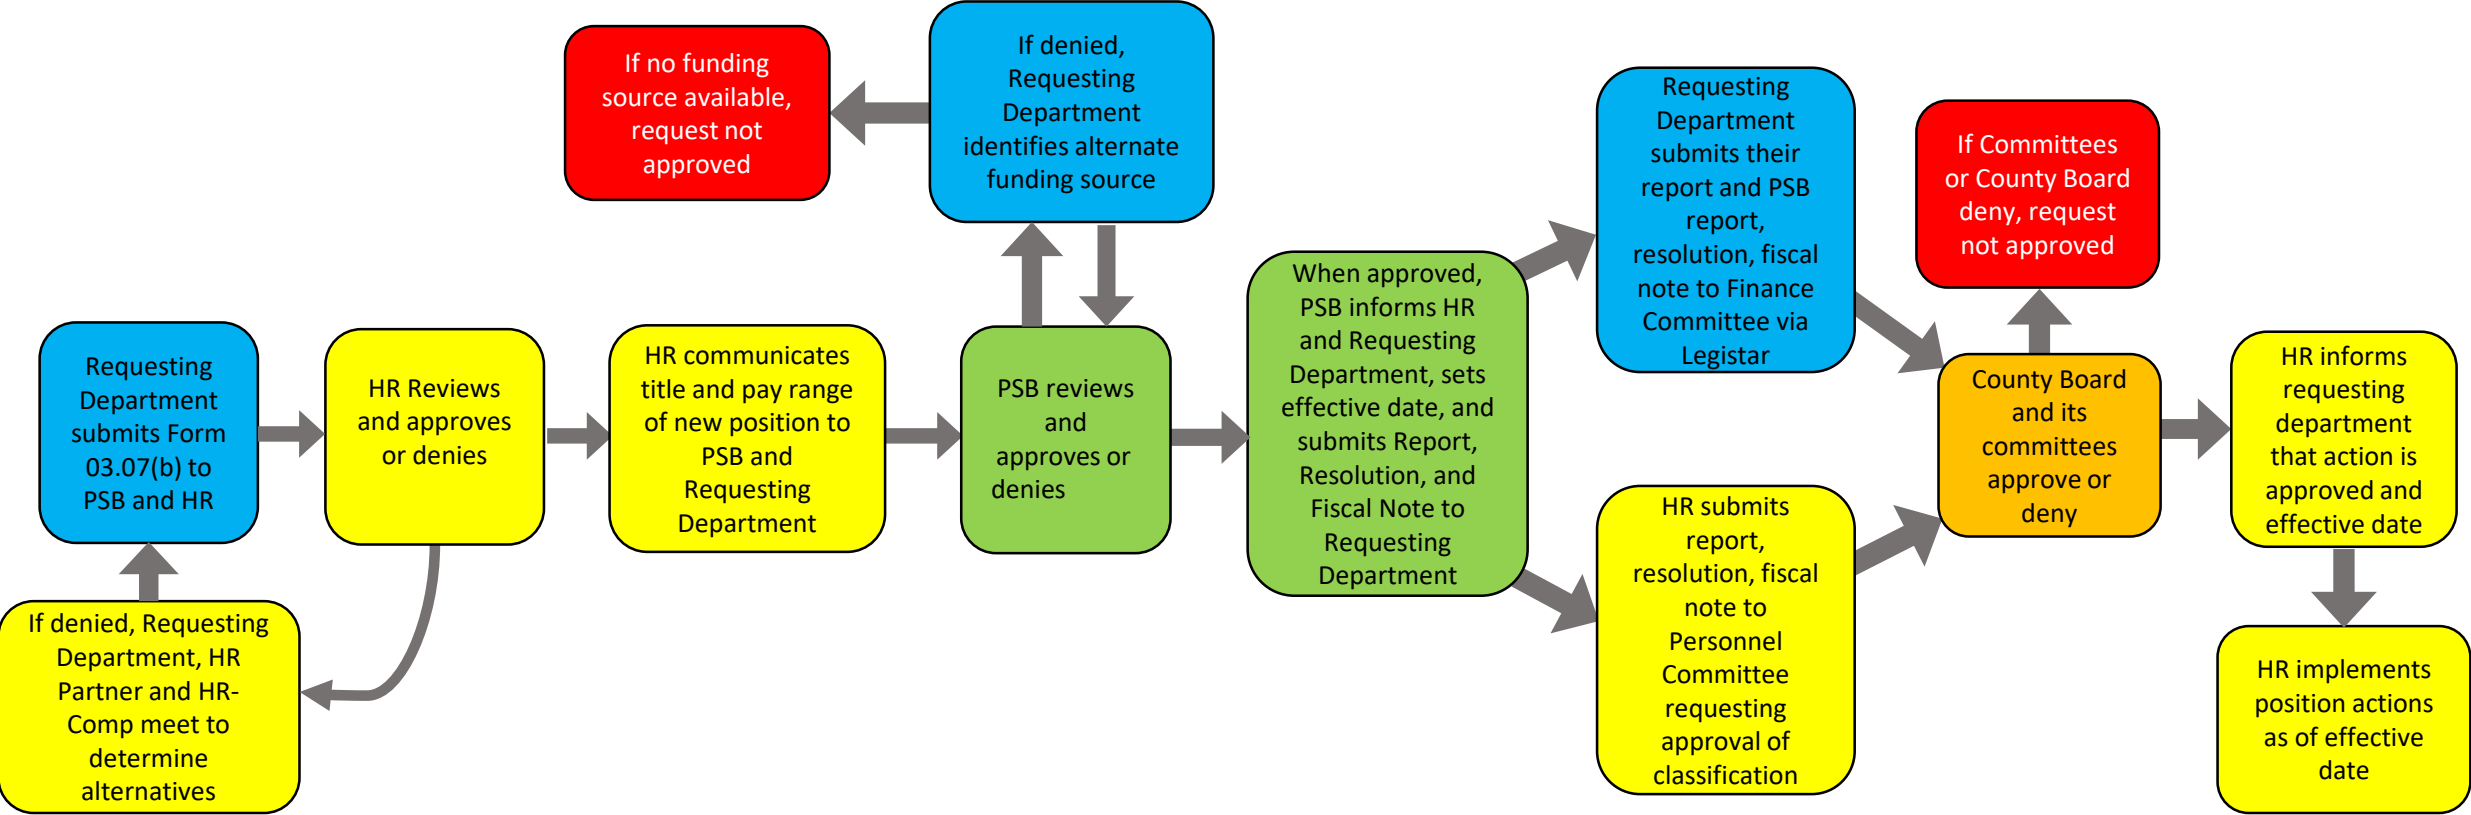 Requesting
Department
submits Form
03.07(b) to
PSB and HR
If denied, Requesting
Department, HR
Partner and HR-
Comp meet to
determine
alternatives
HR Reviews
and approves
or denies
HR communicates
title and pay range
of new position to
PSB and
Requesting
Department
PSB reviews
and
approves or
denies
If denied,
Requesting
Department
identifies alternate
funding source
If no funding
source available,
request not
approved
When approved,
PSB informs HR
and Requesting
Department, sets
effective date, and
submits Report,
Resolution, and
Fiscal Note to
Requesting
Department
Requesting
Department
submits their
report and PSB
report,
resolution, fiscal
note to Finance
Committee via
Legistar
HR submits
report,
resolution, fiscal
note to
Personnel
Committee
requesting
approval of
classification
County Board
and its
committees
approve or
deny
If Committees
or County Board
deny, request
not approved
HR informs
requesting
department
that action is
approved and
effective date
HR implements
position actions
as of effective
date